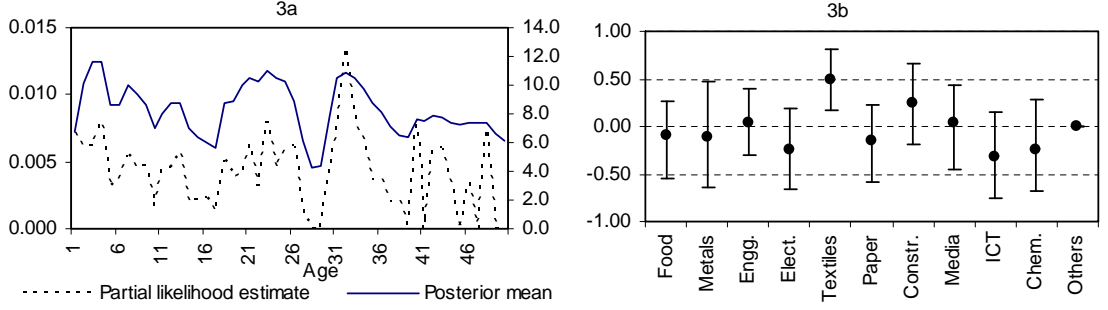 3a
0.015
0.010
0.005
0.000
14.0
12.0
10.0
8.0
6.0
4.0
2.0
0.0
1
6
11
16
21
26
31
36
41
46
Age
Partial likelihood estimate
Posterior mean
3b
1.00
0.50
0.00
-0.50
-1.00
Food
Metals
Engg.
Elect.
Textiles
Paper
Constr.
Media
ICT
Chem.
Others